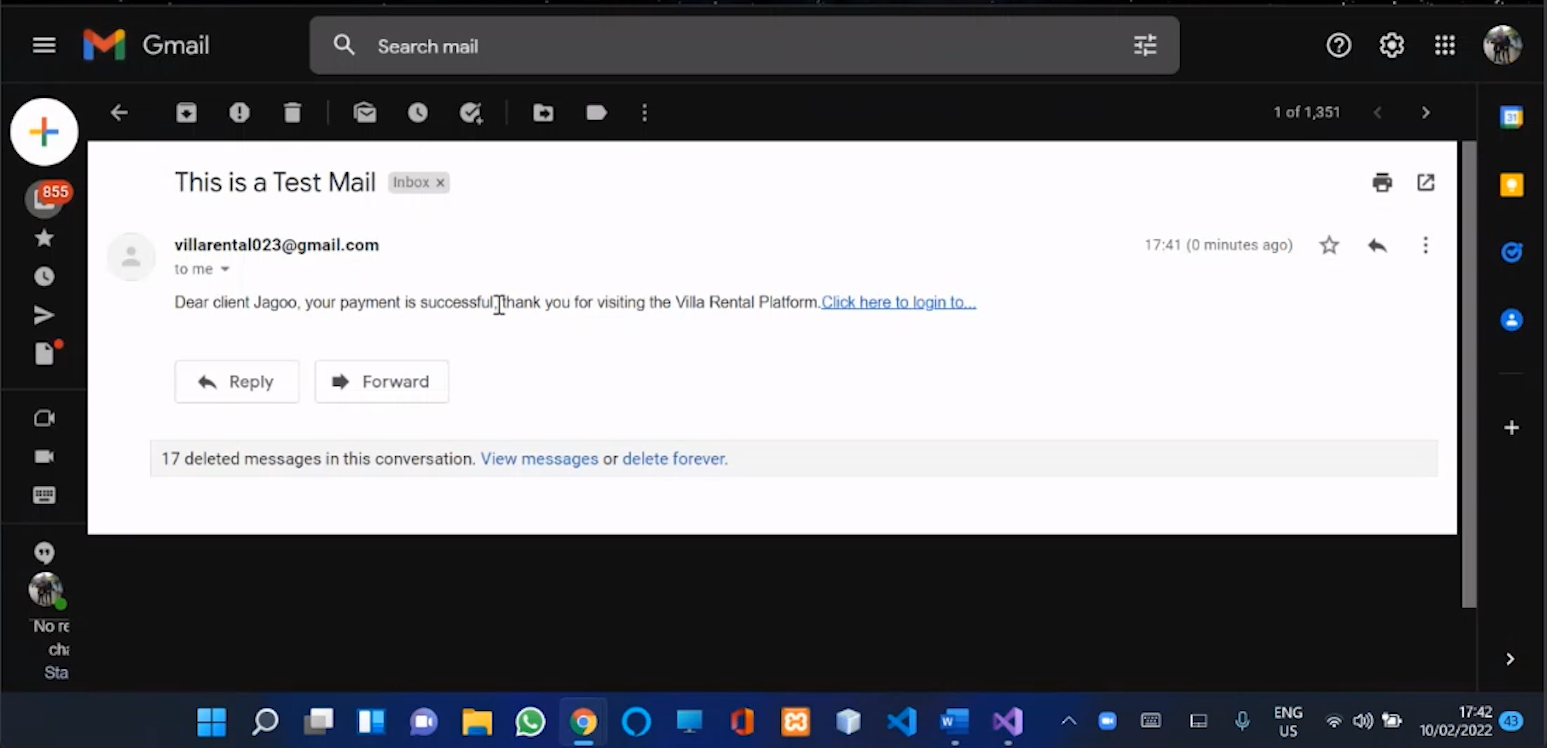 Gmail
Search mail
1 of 1,351
855
This is a Test Mail
Inbox ×
villarental023@gmail.com
17:41 (0 minutes ago)
to me
Dear client Jagoo, your payment is successful, thank you for visiting the Villa Rental Platform.Click here to login to...
Reply
Forward
17 deleted messages in this conversation. View messages or delete forever.
31
No re
cha
Sta
ENG
US
17:42
10/02/2022
43